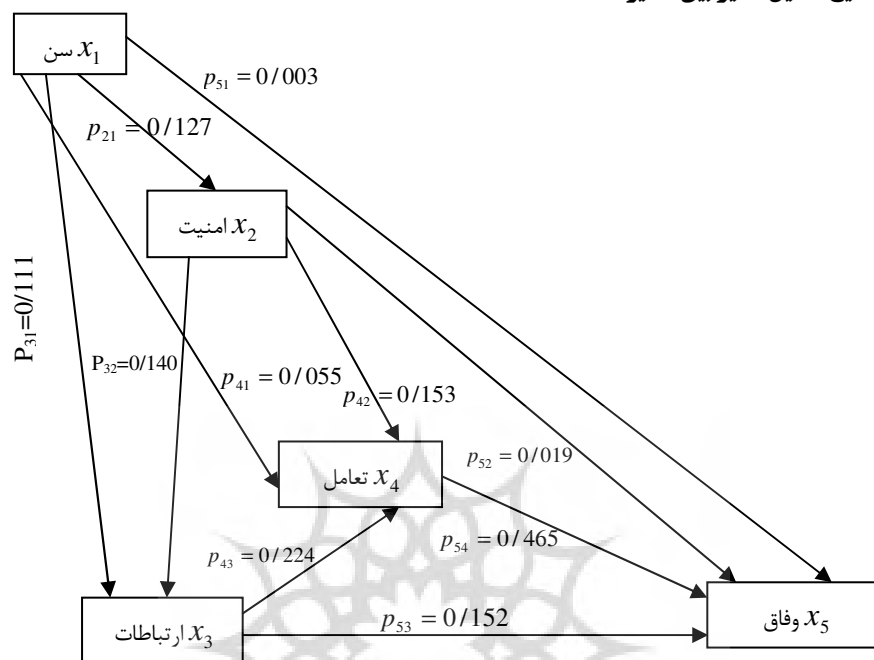 x₁ سن
p₅₁ = 0/003
p₂₁ = 0/127
x₂ امنیت
P₃₁=0/111
P₃₂=0/140
p₄₁ = 0/055
p₄₂ = 0/153
x₄ تعامل
p₅₂ = 0/019
p₄₃ = 0/224
p₅₄ = 0/465
x₃ ارتباطات
p₅₃ = 0/152
x₅ وفاق